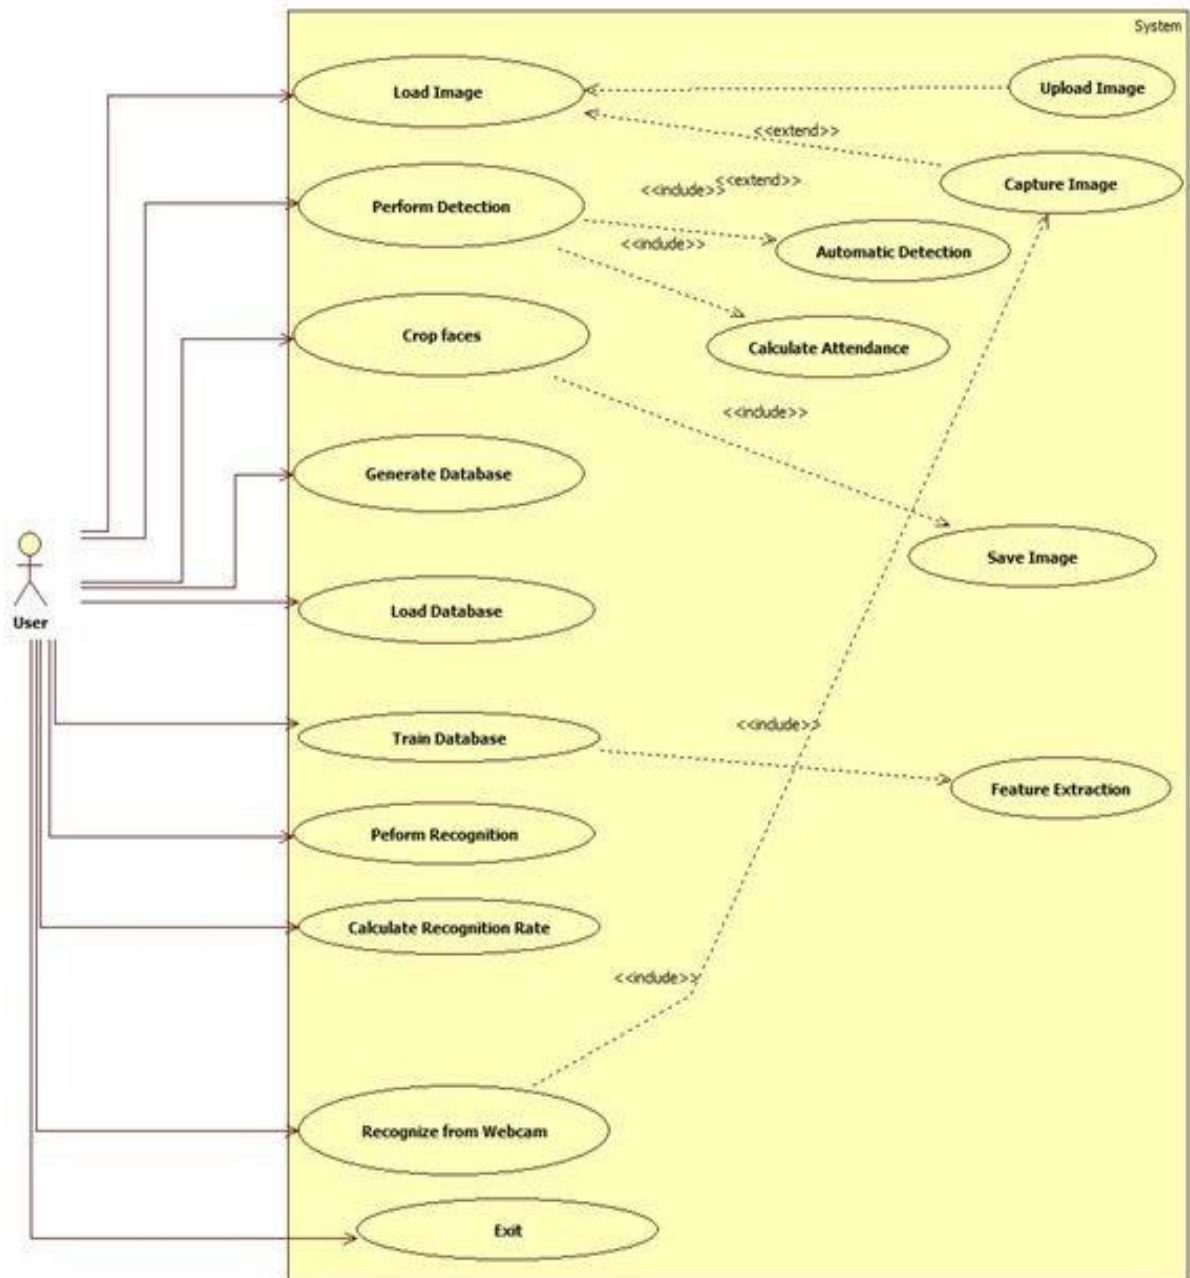 System
Load Image
Upload Image
<<extend>>
Capture Image
<<extend>>
<<include>>
Perform Detection
<<include>>
Automatic Detection
Crop faces
Calculate Attendance
<<include>>
Generate Database
Save Image
Load Database
User
<<include>>
Train Database
Feature Extraction
Peform Recognition
Calculate Recognition Rate
<<include>>
Recognize from Webcam
Exit